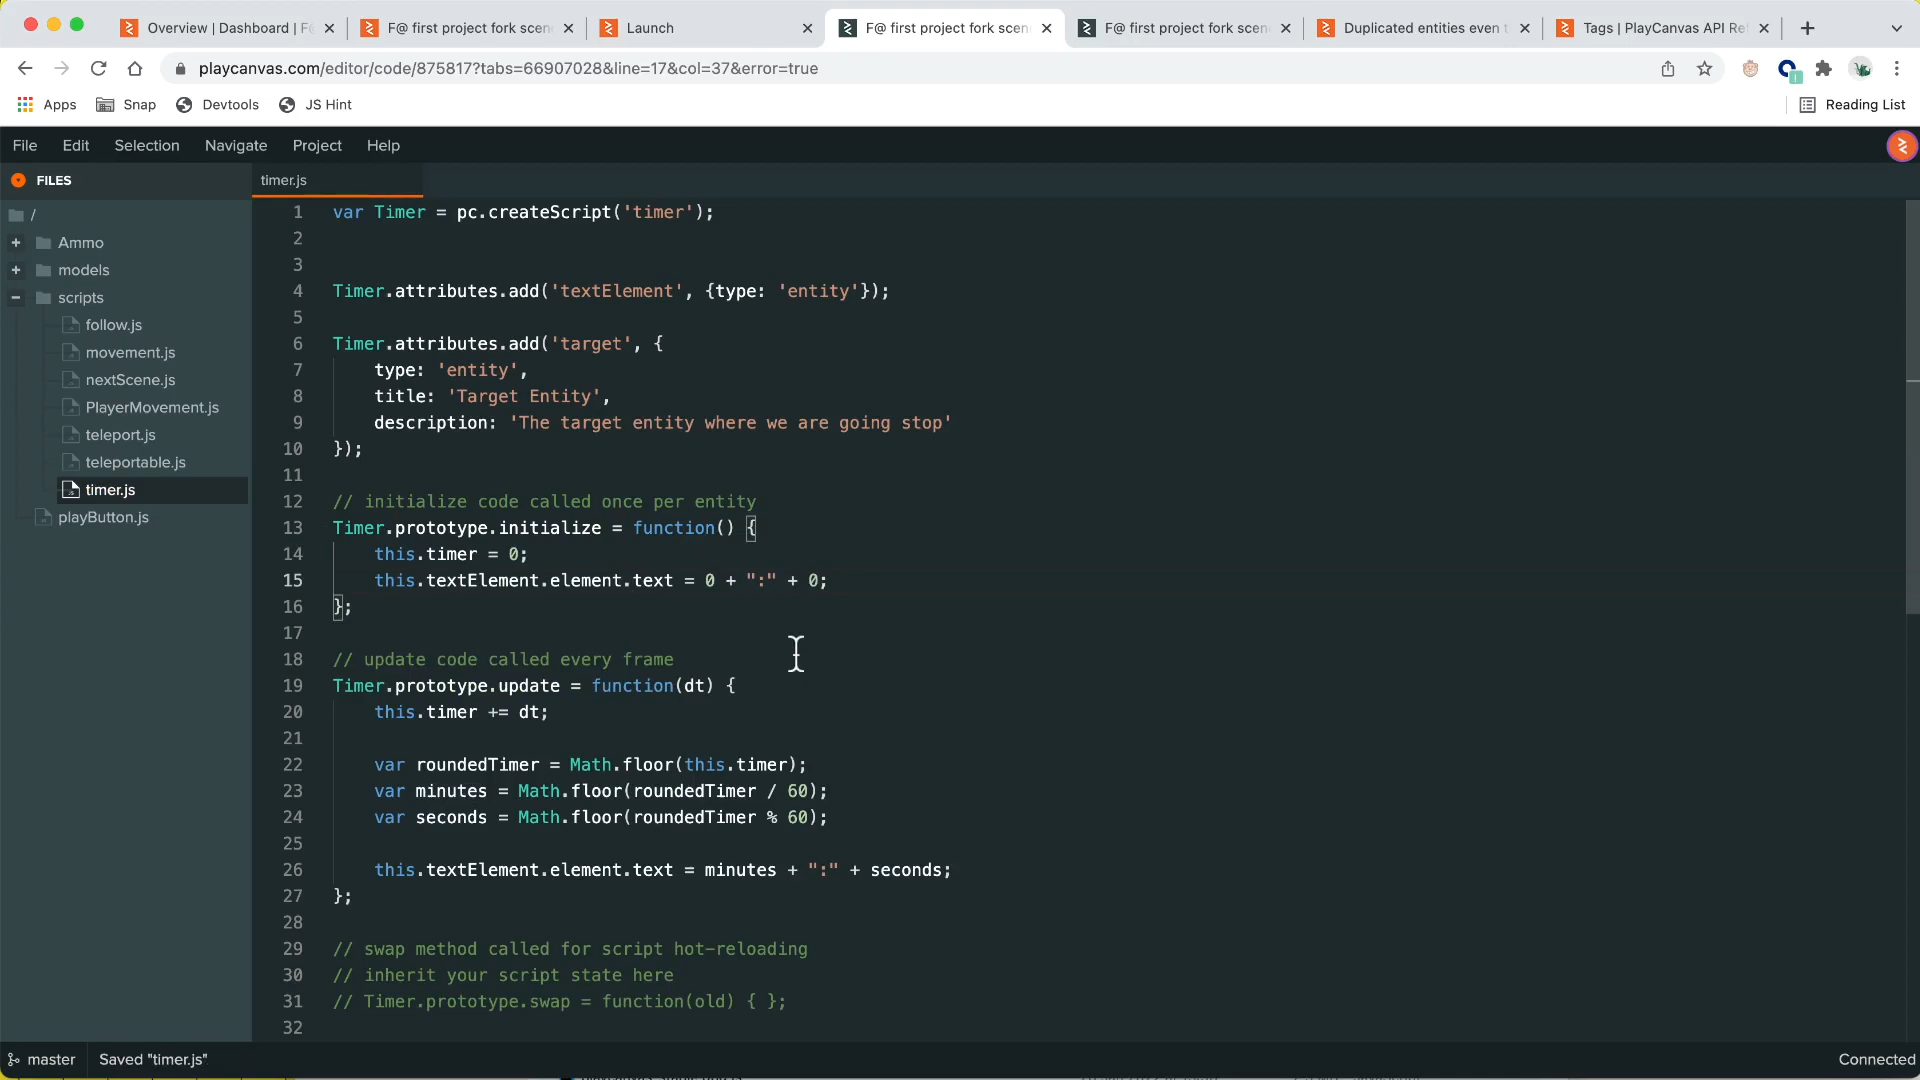 Overview | Dashboard | F
F@ first project fork scen
Launch
F@ first project fork scen
F@ first project fork scen
Duplicated entities even t
Tags | PlayCanvas API Re
playcanvas.com/editor/code/875817?tabs=66907028&line=17&col=37&error=true
Apps
Snap
Devtools
JS Hint
Reading List
File Edit Selection Navigate Project Help
FILES
timer.js
/
Ammo
models
scripts
follow.js
movement.js
nextScene.js
PlayerMovement.js
teleport.js
teleportable.js
timer.js
playButton.js
1 var Timer = pc.createScript('timer');
2
3
4 Timer.attributes.add('textElement', {type: 'entity'});
5
6 Timer.attributes.add('target', {
7 type: 'entity',
8 title: 'Target Entity',
9 description: 'The target entity where we are going stop'
10 });
11
12 // initialize code called once per entity
13 Timer.prototype.initialize = function() {
14 this.timer = 0;
15 this.textElement.element.text = 0 + ":" + 0;
16 };
17
18 // update code called every frame
19 Timer.prototype.update = function(dt) {
20 this.timer += dt;
21
22 var roundedTimer = Math.floor(this.timer);
23 var minutes = Math.floor(roundedTimer / 60);
24 var seconds = Math.floor(roundedTimer % 60);
25
26 this.textElement.element.text = minutes + ":" + seconds;
27 };
28
29 // swap method called for script hot-reloading
30 // inherit your script state here
31 // Timer.prototype.swap = function(old) { };
32
master
Saved "timer.js"
Connected